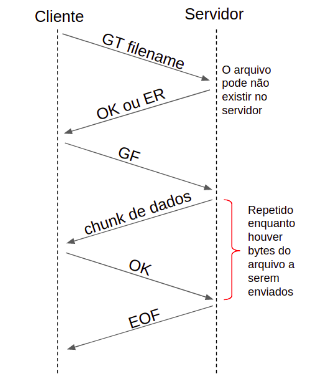 Cliente
Servidor
GT filename
O arquivo
pode não
existir no
servidor
OK ou ER
GF
chunk de dados
Repetido
enquanto
houver
bytes do
arquivo a
serem
enviados
OK
EOF